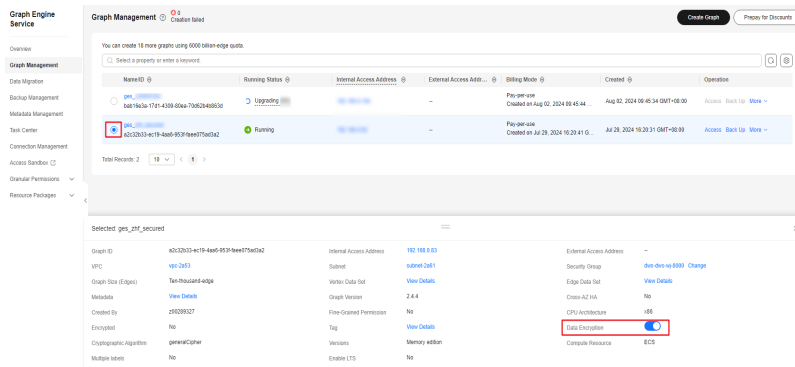 Graph Engine Service
Graph Management
0
Creation failed
Create Graph
Prepay for Discounts
Overview
Graph Management
Data Migration
Backup Management
Metadata Management
Task Center
Connection Management
Access Sandbox
Granular Permissions
Resource Packages
You can create 18 more graphs using 6000 billion-edge quota.
Select a property or enter a keyword.
Name/ID Running Status Internal Access Address External Access Addr... Billing Mode Created Operation
ges_
bab16e3a-17d1-4309-80ea-70d62b4b863d
Upgrading
--
Pay-per-use
Created on Aug 02, 2024 09:45:44 ...
Aug 02, 2024 09:45:34 GMT+08:00
Access Back Up More
ges_
a2c32b33-ec19-4aa6-953f-faee075ad3a2
Running
--
Pay-per-use
Created on Jul 29, 2024 16:20:41 G...
Jul 29, 2024 16:20:31 GMT+08:00
Access Back Up More
Total Records: 2 10 < 1 >
Selected: ges_zhf_secured
Graph ID a2c32b33-ec19-4aa6-953f-faee075ad3a2 Internal Access Address 192.168.0.83 External Access Address --
VPC vpc-2a53 Subnet subnet-2a61 Security Group dws-dws-vy-8000 Change
Graph Size (Edges) Ten-thousand-edge Vertex Data Set View Details Edge Data Set View Details
Metadata View Details Graph Version 2.4.4 Cross-AZ HA No
Created By z00289327 Fine-Grained Permission No CPU Architecture x86
Encrypted No Tag View Details Data Encryption
Cryptographic Algorithm generalCipher Versions Memory edition Compute Resource ECS
Multiple labels No Enable LTS No